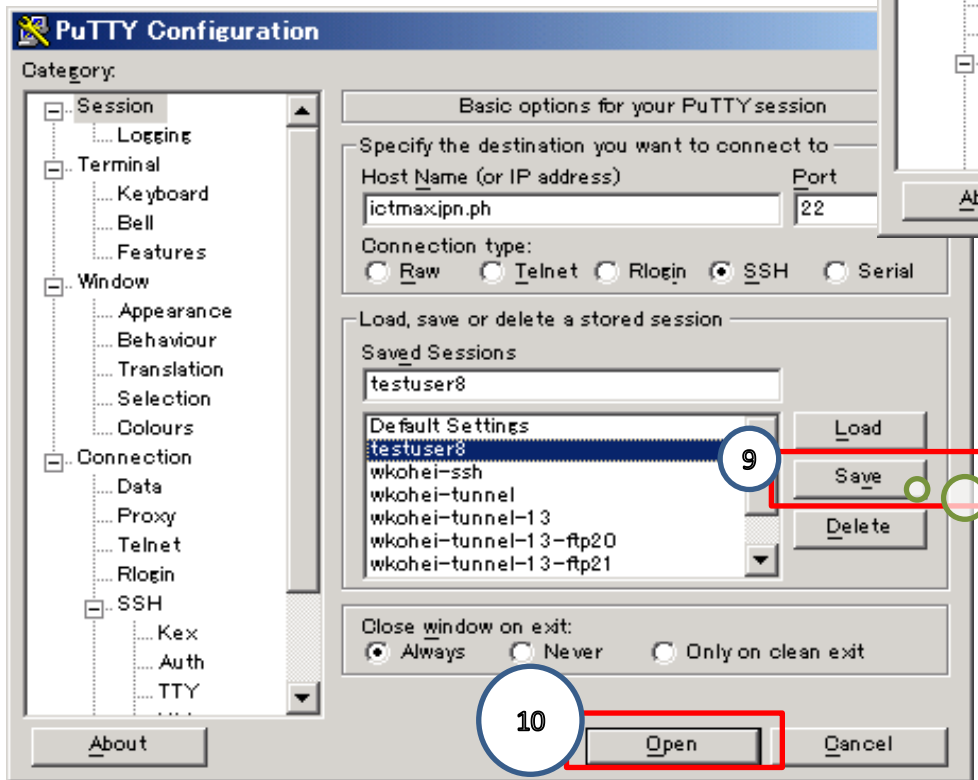 PuTTY Configuration
Category:
Session
Logging
Terminal
Keyboard
Bell
Features
Window
Appearance
Behaviour
Translation
Selection
Colours
Connection
Data
Proxy
Telnet
Rlogin
SSH
Kex
Auth
TTY
Basic options for your PuTTY session
Specify the destination you want to connect to
Host Name (or IP address) Port
ictmax.jpn.ph 22
Connection type:
Raw Telnet Rlogin SSH Serial
Load, save or delete a stored session
Saved Sessions
testuser8
Default Settings
testuser8
wkohei-ssh
wkohei-tunnel
wkohei-tunnel-13
wkohei-tunnel-13-ftp20
wkohei-tunnel-13-ftp21
Load
9
Save
Delete
Close window on exit:
Always Never Only on clean exit
10
About Open Cancel